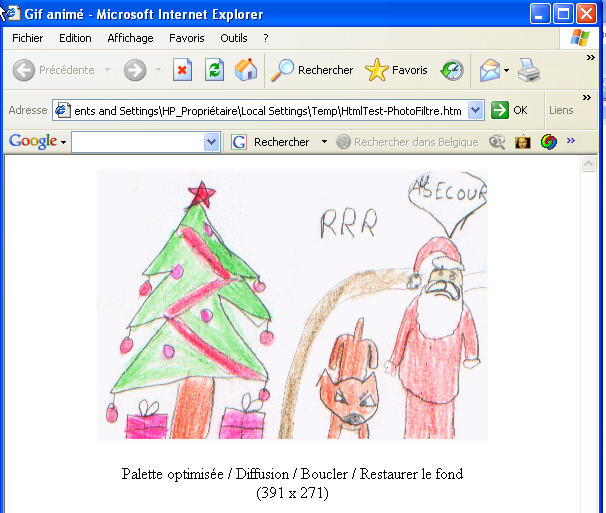 Gif animé - Microsoft Internet Explorer
Fichier Edition Affichage Favoris Outils ?
Précédente Rechercher Favoris »
Adresse ents and Settings\HP_Propriétaire\Local Settings\Temp\HtmlTest-PhotoFiltre.htm OK Liens »
Google G Rechercher Rechercher dans Belgique »
ASECOUR
RRR
Palette optimisée / Diffusion / Boucler / Restaurer le fond
(391 x 271)